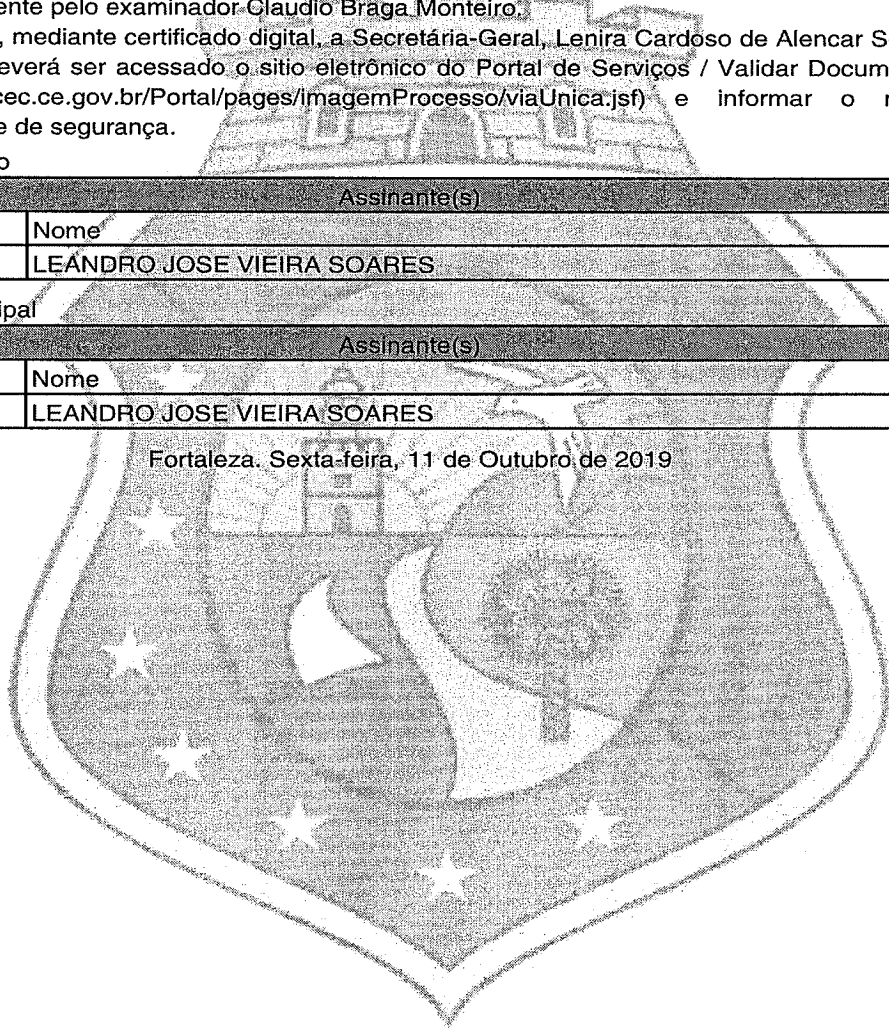 ente pelo examinador Claudio Braga Monteiro.
, mediante certificado digital, a Secretária-Geral, Lenira Cardoso de Alencar S
everá ser acessado o sitio eletrônico do Portal de Serviços / Validar Docum
cec.ce.gov.br/Portal/pages/imagemProcesso/viaUnica.jsf) e informar o
e de segurança.
o
Assinante(s)
Nome
LEANDRO JOSE VIEIRA SOARES
ipal
Assinante(s)
Nome
LEANDRO JOSE VIEIRA SOARES
Fortaleza. Sexta-feira, 11 de Outubro de 2019